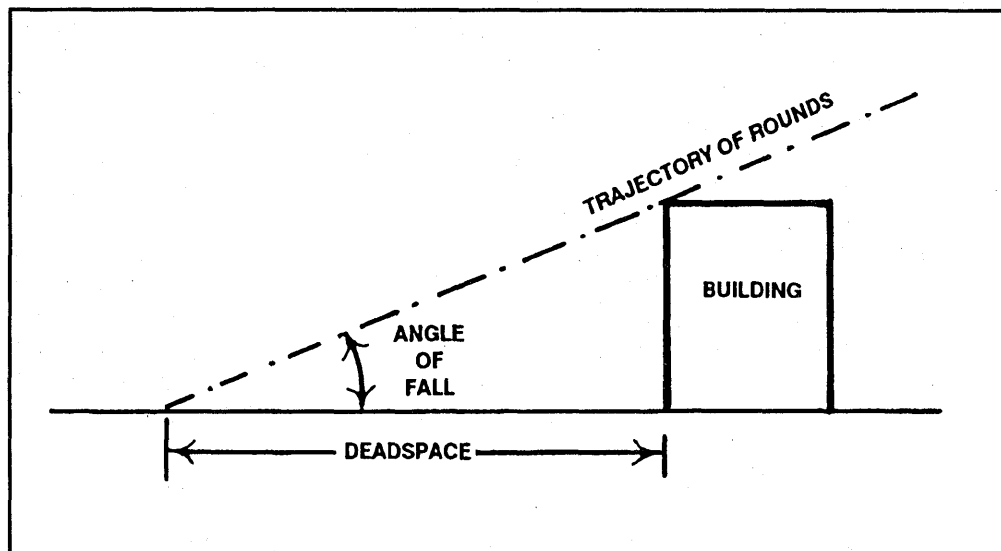 TRAJECTORY OF ROUNDS
BUILDING
ANGLE
OF
FALL
DEADSPACE